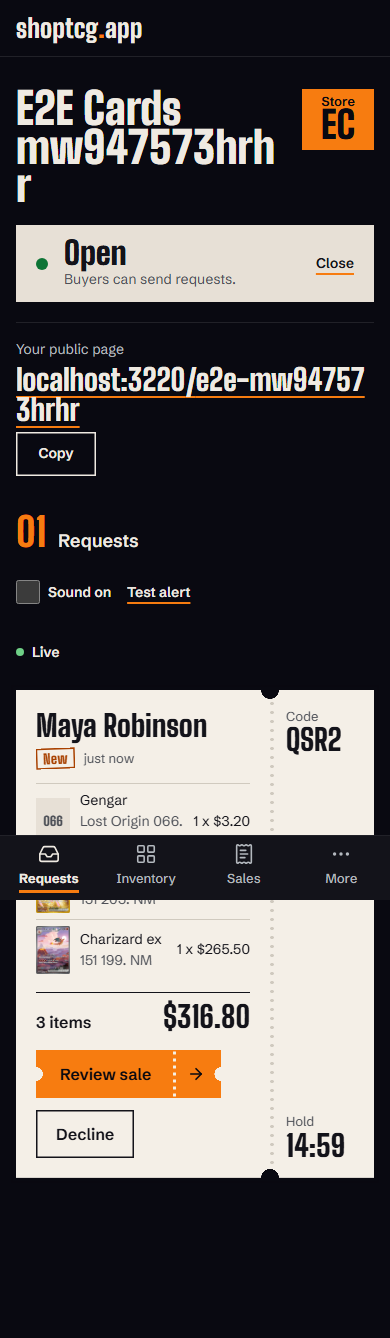 shoptcg.app
E2E Cards
mw947573hrh
r
Store
EC
Open
Buyers can send requests.
Close
Your public page
localhost:3220/e2e-mw94757
3hrhr
Copy
01 Requests
Sound on Test alert
Live
Maya Robinson
New just now
Code
QSR2
Gengar
066 Lost Origin 066. 1 x $3.20
Requests Inventory Sales More
151 205. NM
Charizard ex
151 199. NM
1 x $265.50
3 items $316.80
Review sale
Decline
Hold
14:59